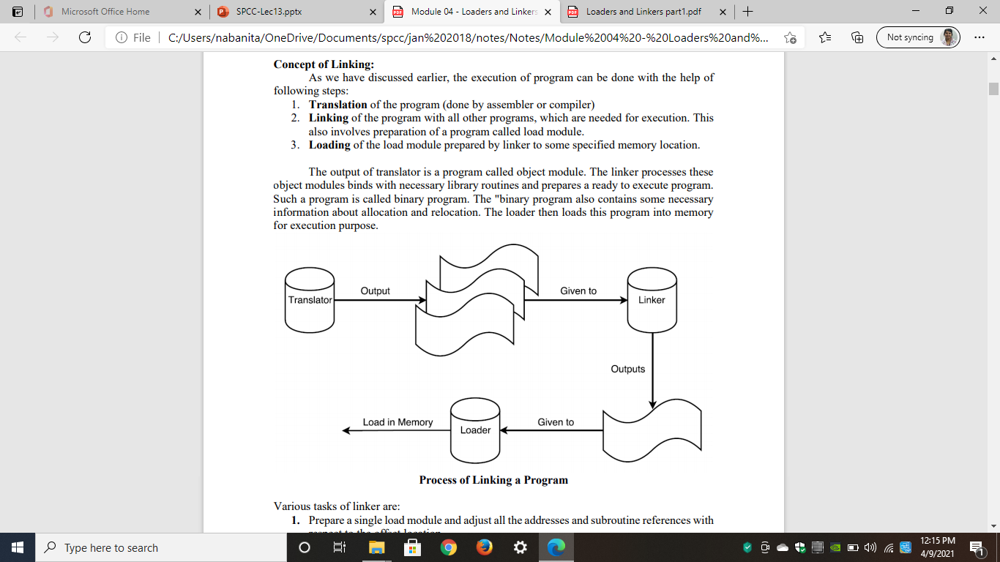 Microsoft Office Home
SPCC-Lec13.pptx
Module 04 - Loaders and Linkers
Loaders and Linkers part1.pdf
File
C:/Users/nabanita/OneDrive/Documents/spcc/jan%202018/notes/Notes/Module%2004%20-%20Loaders%20and%...
Not syncing
Concept of Linking:
As we have discussed earlier, the execution of program can be done with the help of
following steps:
1. Translation of the program (done by assembler or compiler)
2. Linking of the program with all other programs, which are needed for execution. This
also involves preparation of a program called load module.
3. Loading of the load module prepared by linker to some specified memory location.
The output of translator is a program called object module. The linker processes these
object modules binds with necessary library routines and prepares a ready to execute program.
Such a program is called binary program. The "binary program also contains some necessary
information about allocation and relocation. The loader then loads this program into memory
for execution purpose.
Translator
Output
Given to
Linker
Outputs
Load in Memory
Loader
Given to
Process of Linking a Program
Various tasks of linker are:
1. Prepare a single load module and adjust all the addresses and subroutine references with
respect to the offset location
Type here to search
12:15 PM
4/9/2021
1